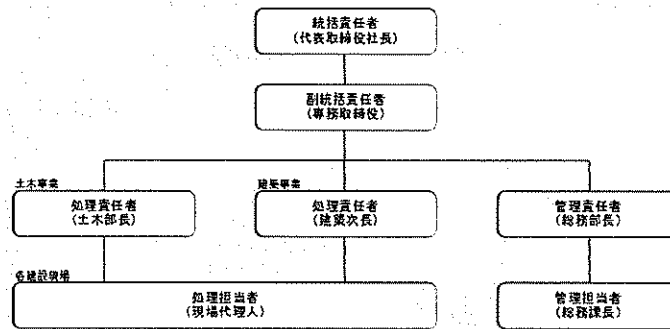 統括責任者
(代表取締役社長)
副統括責任者
(専務取締役)
土木事業
処理責任者
(土木部長)
建築事業
処理責任者
(建築次長)
管理責任者
(総務部長)
各建設現場
処理担当者
(現場代理人)
管理担当者
(総務課長)